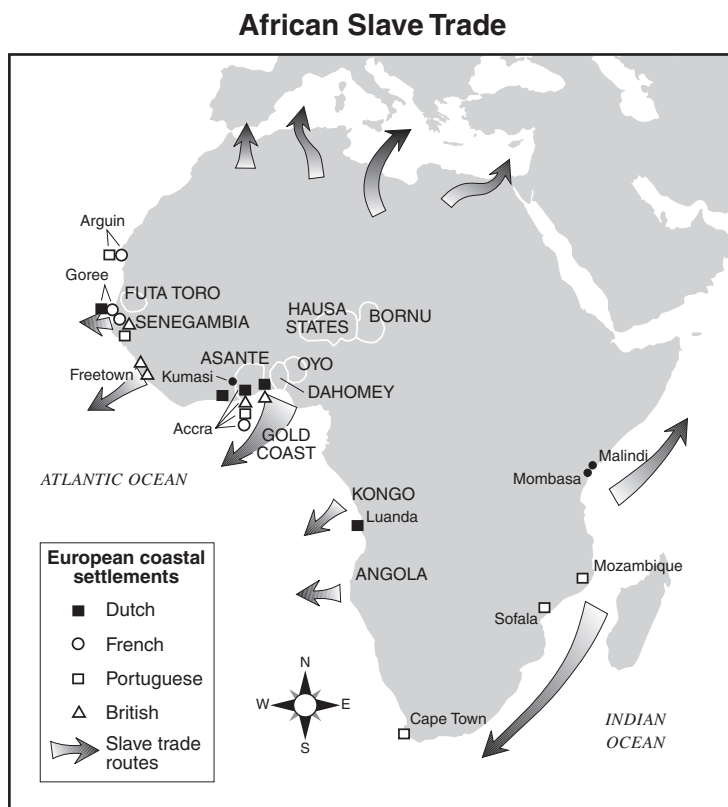 African Slave Trade
Arguin
Goree
FUTA TORO
SENEGAMBIA
HAUSA
STATES
BORNU
ASANTE
OYO
Freetown
Kumasi
DAHOMEY
Accra
GOLD
COAST
ATLANTIC OCEAN
Malindi
Mombasa
KONGO
Luanda
ANGOLA
Mozambique
Sofala
Cape Town
INDIAN
OCEAN
European coastal
settlements
Dutch
French
Portuguese
British
Slave trade
routes
N
W
E
S